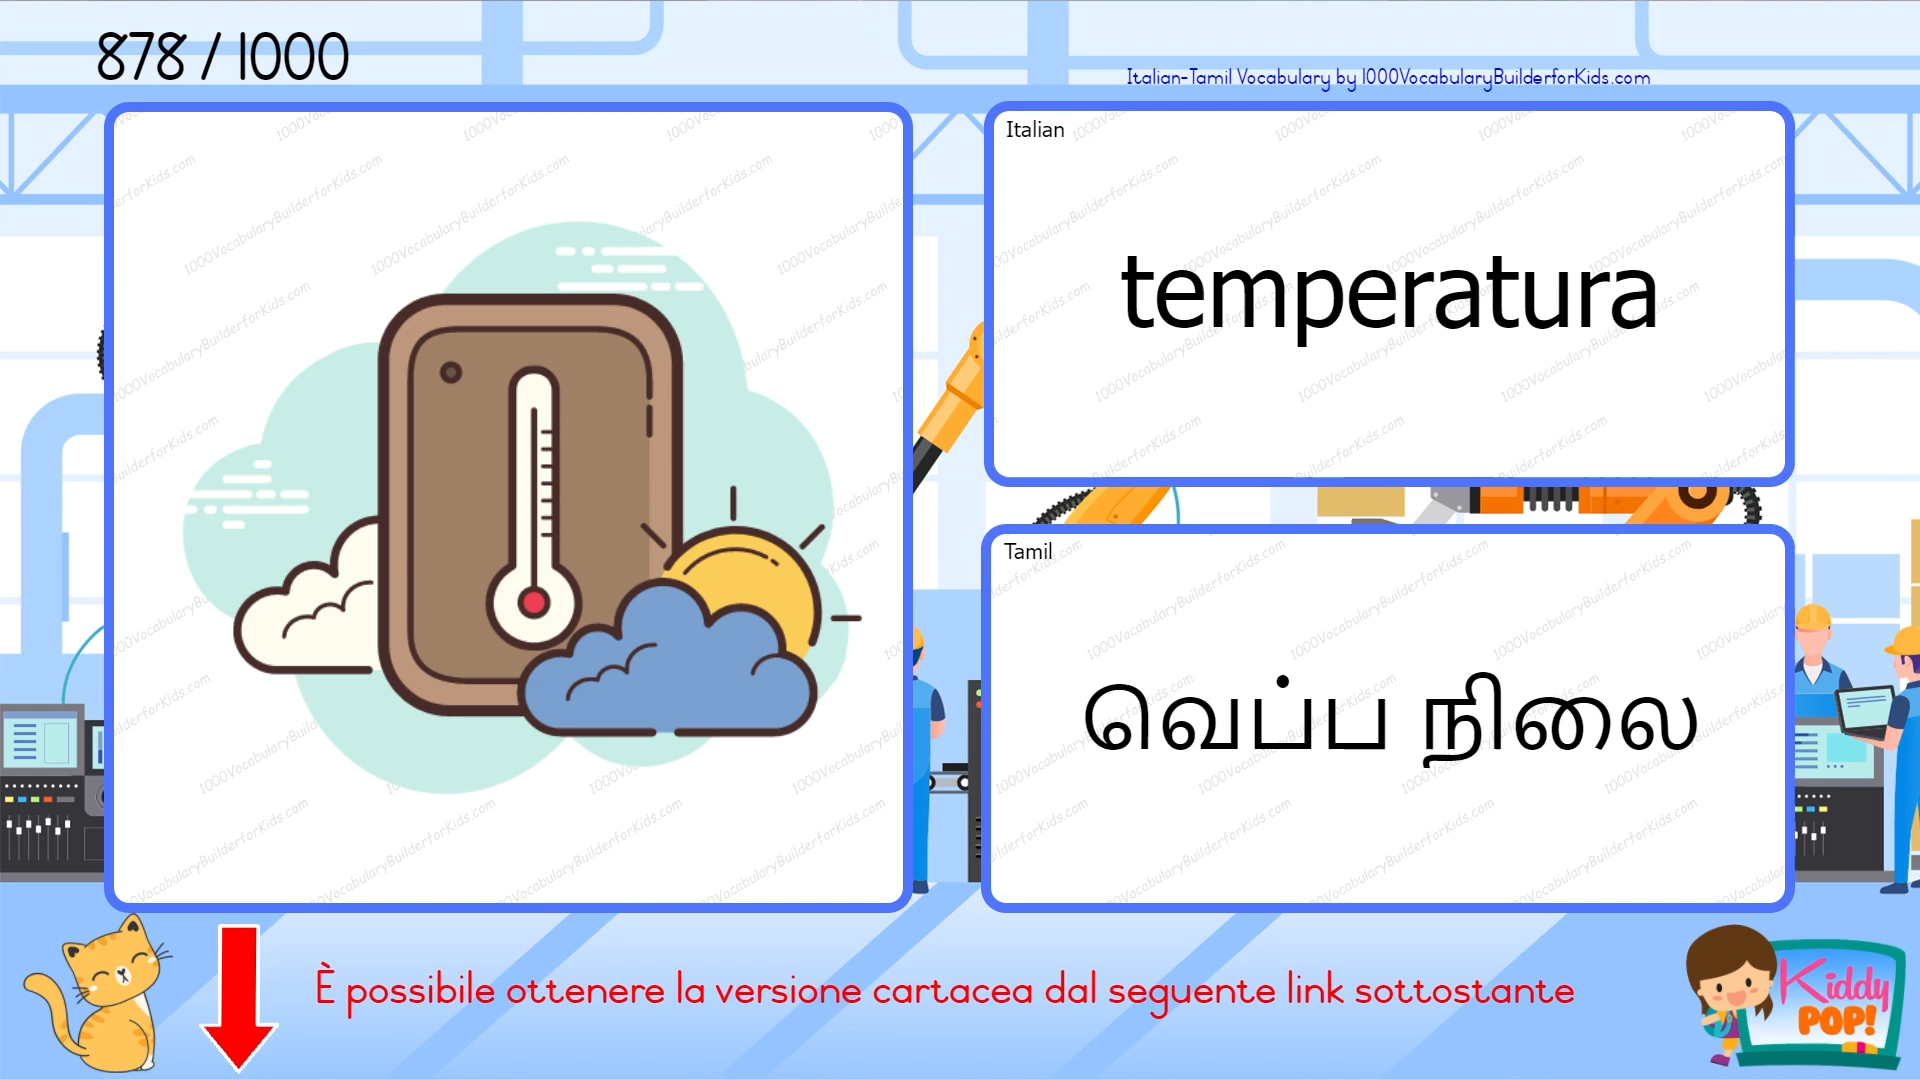 878 / 1000
Italian-Tamil Vocabulary by 1000VocabularyBuilderforKids.com
Italian
temperatura
Tamil
வெப்ப நிலை
È possibile ottenere la versione cartacea dal seguente link sottostante
Kiddy
POP!